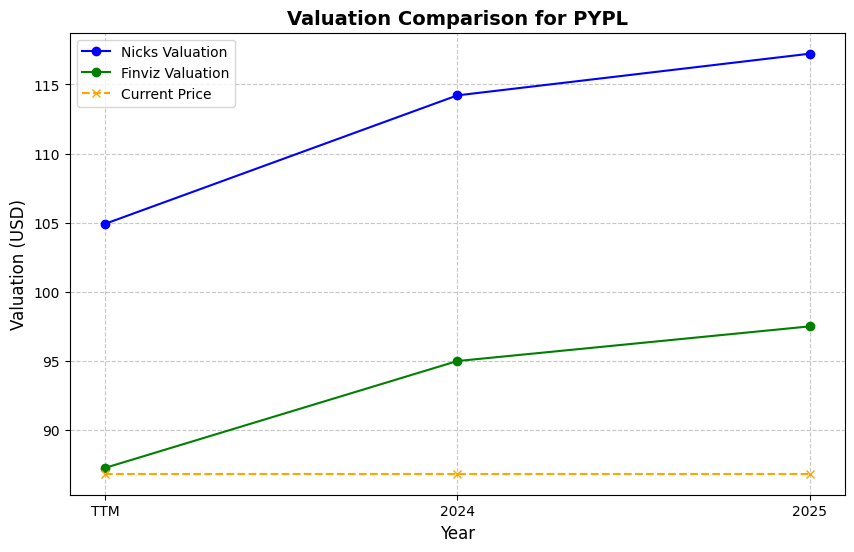 Valuation Comparison for PYPL
Nicks Valuation
Finviz Valuation
Current Price
Valuation (USD)
115
110
105
100
95
90
TTM
2024
2025
Year